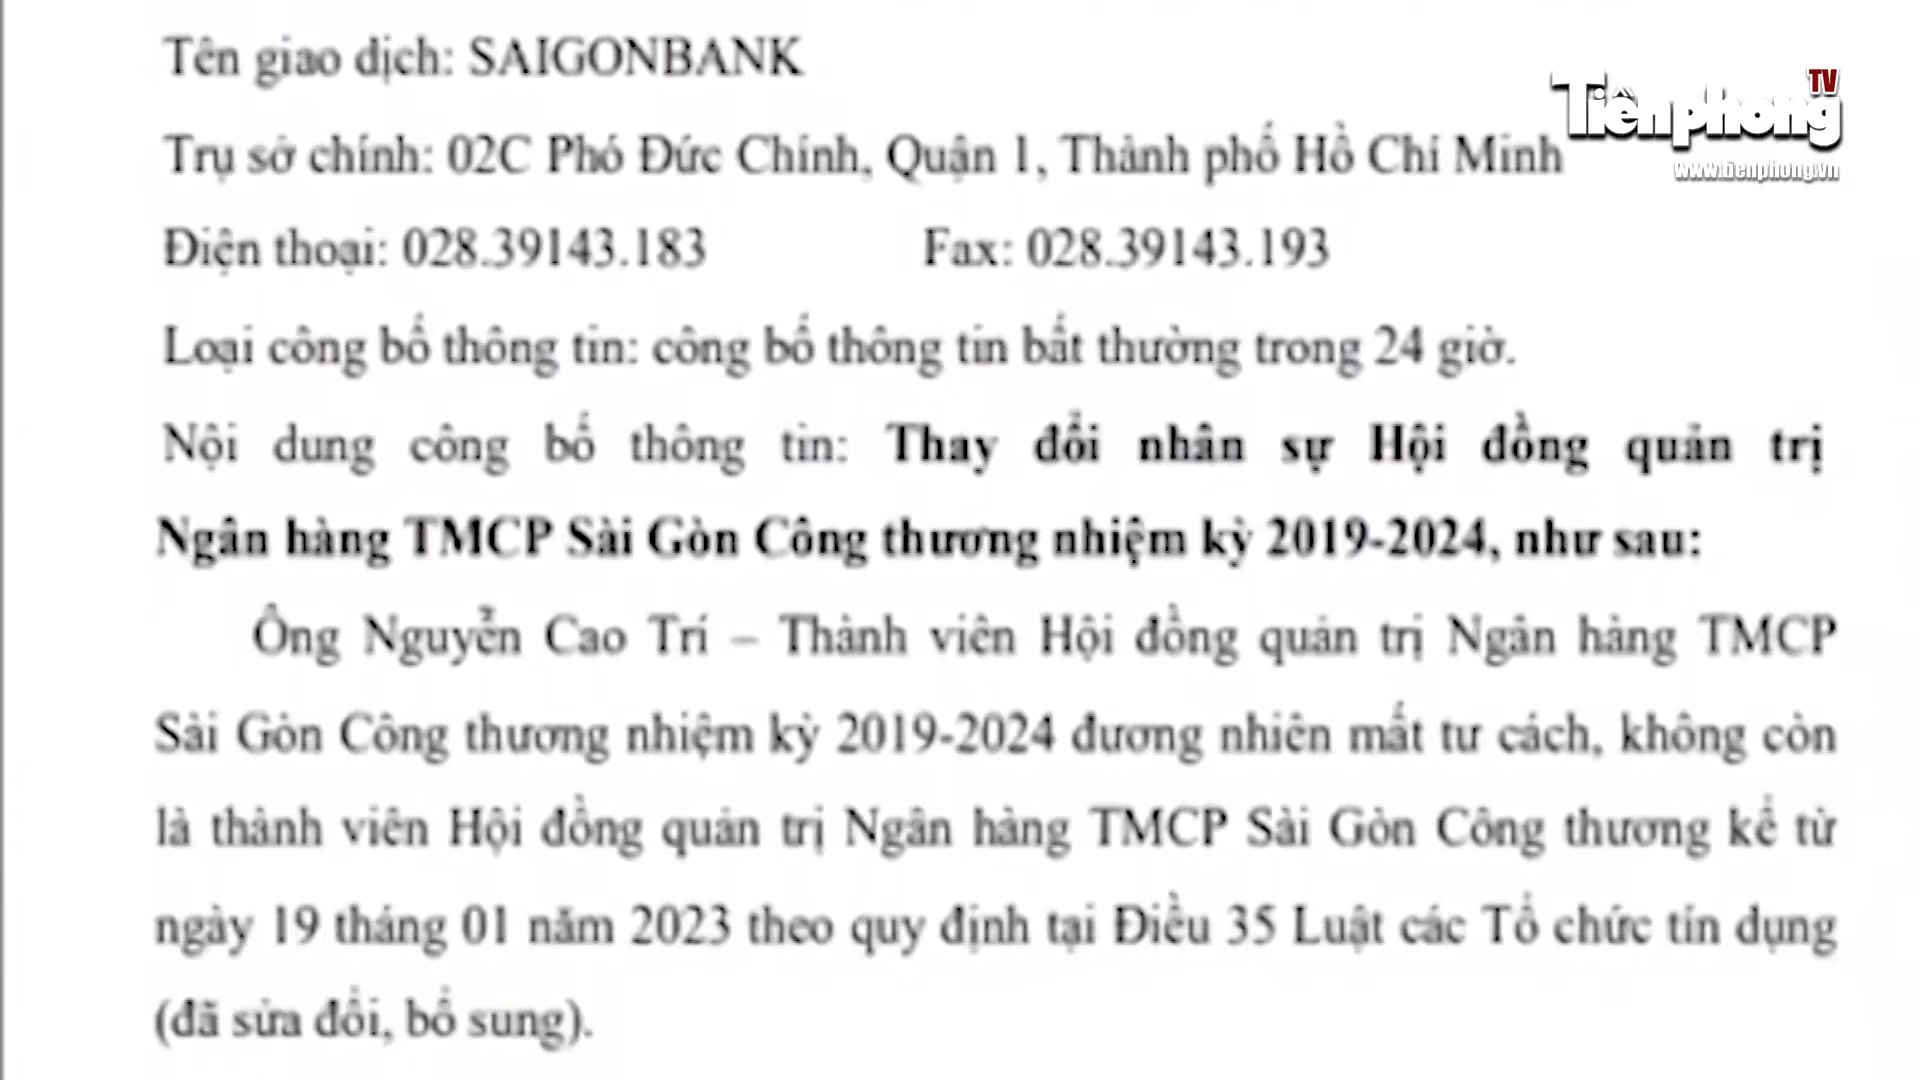 Tên giao dịch: SAIGONBANK
Tiền phong TV
Trụ sở chính: 02C Phó Đức Chính, Quận 1, Thành phố Hồ Chí Minh
www.tienphong.vn
Điện thoại: 028.39143.183 Fax: 028.39143.193
Loại công bố thông tin: công bố thông tin bất thường trong 24 giờ.
Nội dung công bố thông tin: Thay đổi nhân sự Hội đồng quản trị
Ngân hàng TMCP Sài Gòn Công thương nhiệm kỳ 2019-2024, như sau:
Ông Nguyễn Cao Trí – Thành viên Hội đồng quản trị Ngân hàng TMCP
Sài Gòn Công thương nhiệm kỳ 2019-2024 đương nhiên mất tư cách, không còn
là thành viên Hội đồng quản trị Ngân hàng TMCP Sài Gòn Công thương kể từ
ngày 19 tháng 01 năm 2023 theo quy định tại Điều 35 Luật các Tổ chức tín dụng
(đã sửa đổi, bổ sung).